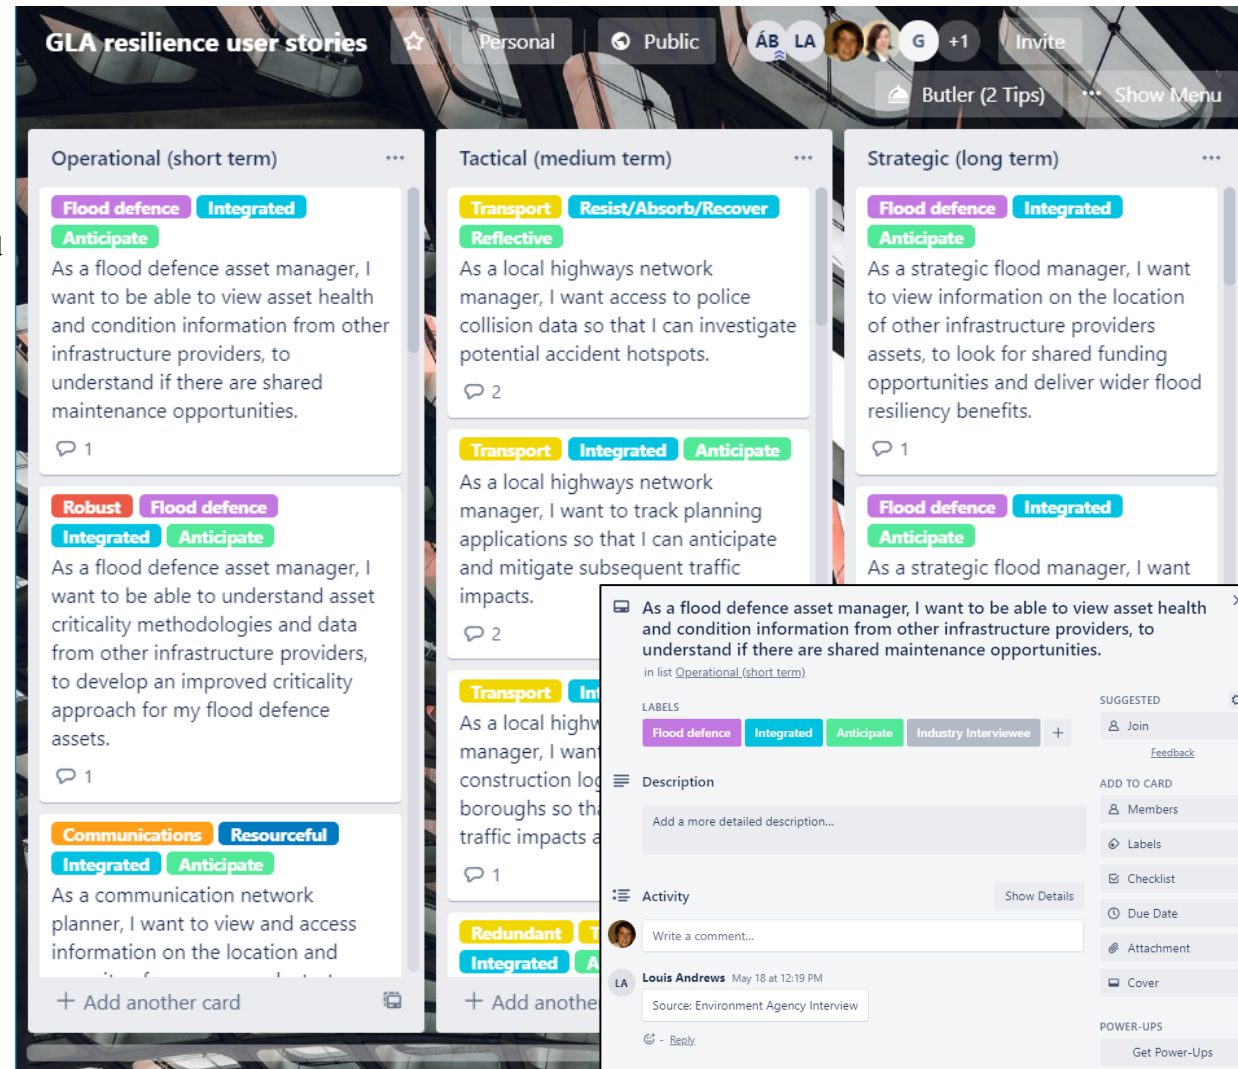 GLA resilience user stories
Personal
Public
ÁB
LA
G
+1
Invite
Butler (2 Tips)
Show Menu
Operational (short term)
Flood defence Integrated
Anticipate
As a flood defence asset manager, I
want to be able to view asset health
and condition information from other
infrastructure providers, to
understand if there are shared
maintenance opportunities.
1
Robust Flood defence
Integrated Anticipate
As a flood defence asset manager, I
want to be able to understand asset
criticality methodologies and data
from other infrastructure providers,
to develop an improved criticality
approach for my flood defence
assets.
1
Communications Resourceful
Integrated Anticipate
As a communication network
planner, I want to view and access
information on the location and
+ Add another card
Tactical (medium term)
Transport Resist/Absorb/Recover
Reflective
As a local highways network
manager, I want access to police
collision data so that I can investigate
potential accident hotspots.
2
Transport Integrated Anticipate
As a local highways network
manager, I want to track planning
applications so that I can anticipate
and mitigate subsequent traffic
impacts.
2
Transport Int
As a local highw
manager, I want
construction log
boroughs so tha
traffic impacts a
1
Redundant T
Integrated A
+ Add anothe
Strategic (long term)
Flood defence Integrated
Anticipate
As a strategic flood manager, I want
to view information on the location
of other infrastructure providers
assets, to look for shared funding
opportunities and deliver wider flood
resiliency benefits.
1
Flood defence Integrated
Anticipate
As a strategic flood manager, I want
As a flood defence asset manager, I want to be able to view asset health
and condition information from other infrastructure providers, to
understand if there are shared maintenance opportunities.
in list Operational (short term)
LABELS
Flood defence Integrated Anticipate Industry Interviewee +
Description
Add a more detailed description...
Activity
Show Details
Write a comment...
LA
Louis Andrews May 18 at 12:19 PM
Source: Environment Agency Interview
- Reply
SUGGESTED
Join
Feedback
ADD TO CARD
Members
Labels
Checklist
Due Date
Attachment
Cover
POWER-UPS
Get Power-Ups